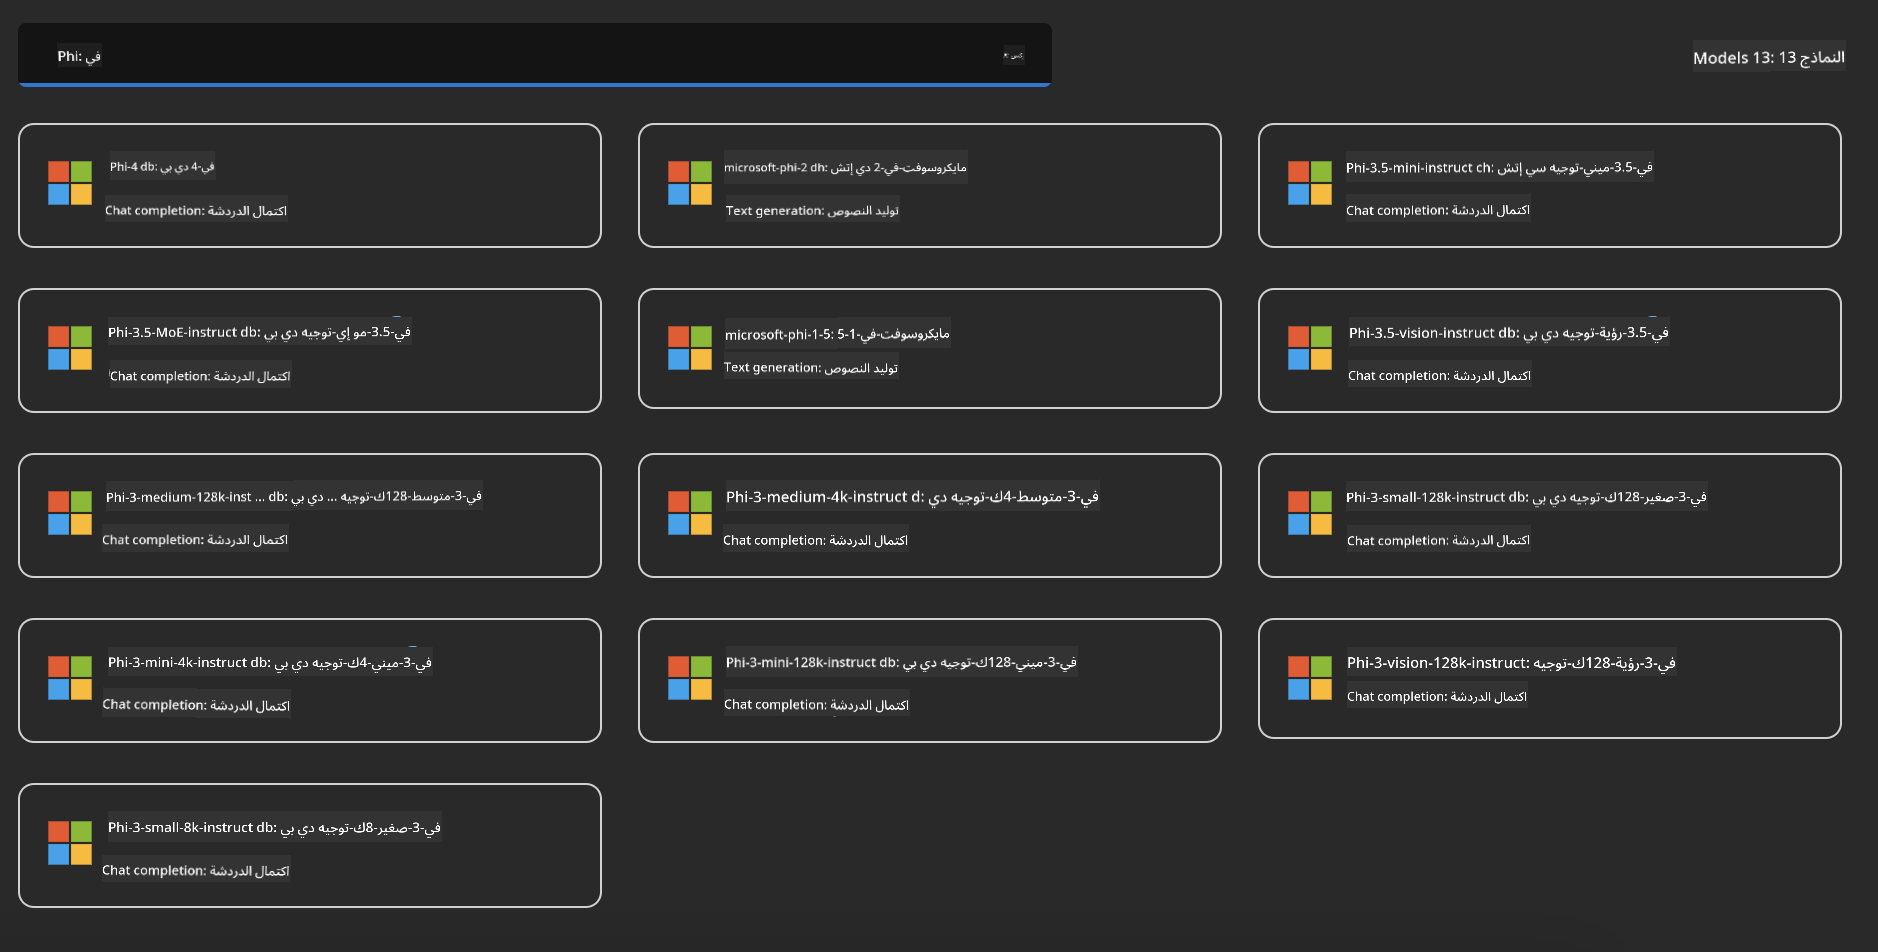 Phi: في
Models 13: 13 النماذج
Phi-4 db: في-4 دي بي
Chat completion: اكتمال الدردشة
microsoft-phi-2 dh: مايكروسوفت-في-2 دي إتش
Text generation: توليد النصوص
Phi-3.5-mini-instruct ch: في-3.5-ميني-توجيه سي إتش
Chat completion: اكتمال الدردشة
Phi-3.5-MoE-instruct db: في-3.5-مو إي-توجيه دي بي
Chat completion: اكتمال الدردشة
microsoft-phi-1-5: مايكروسوفت-في-1-5
Text generation: توليد النصوص
Phi-3.5-vision-instruct db: في-3.5-رؤية-توجيه دي بي
Chat completion: اكتمال الدردشة
Phi-3-medium-128k-inst ... db: في-3-متوسط-128ك-توجيه ... دي بي
Chat completion: اكتمال الدردشة
Phi-3-medium-4k-instruct d: في-3-متوسط-4ك-توجيه دي
Chat completion: اكتمال الدردشة
Phi-3-small-128k-instruct db: في-3-صغير-128ك-توجيه دي بي
Chat completion: اكتمال الدردشة
Phi-3-mini-4k-instruct db: في-3-ميني-4ك-توجيه دي بي
Chat completion: اكتمال الدردشة
Phi-3-mini-128k-instruct db: في-3-ميني-128ك-توجيه دي بي
Chat completion: اكتمال الدردشة
Phi-3-vision-128k-instruct: في-3-رؤية-128ك-توجيه
Chat completion: اكتمال الدردشة
Phi-3-small-8k-instruct db: في-3-صغير-8ك-توجيه دي بي
Chat completion: اكتمال الدردشة